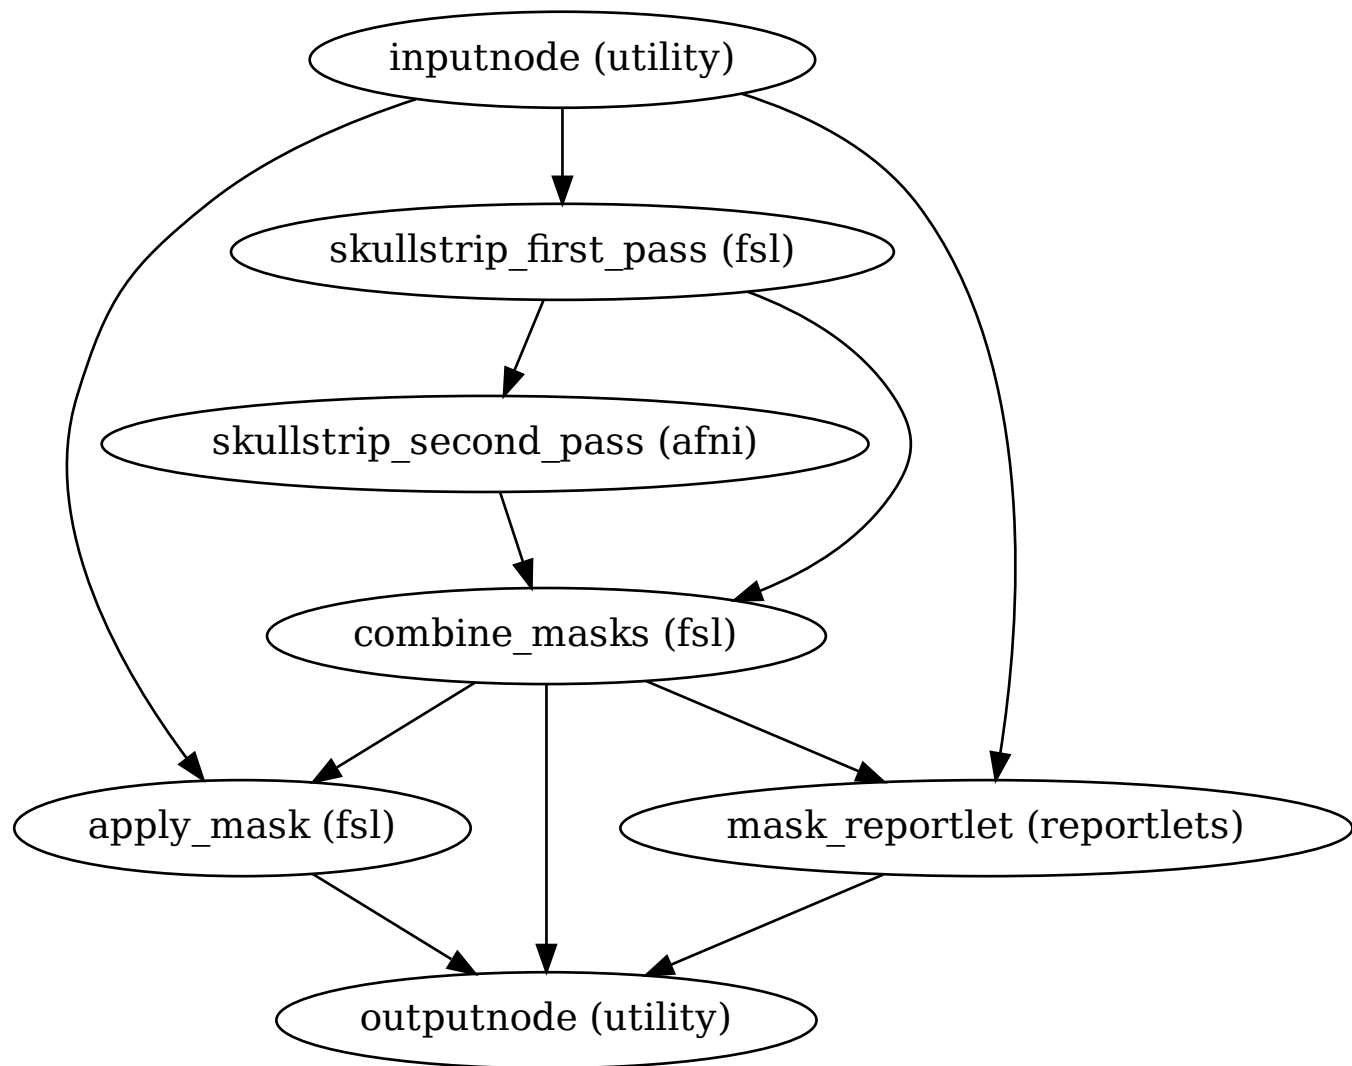 inputnode (utility)
skullstrip_first_pass (fsl)
skullstrip_second_pass (afni)
combine_masks (fsl)
apply_mask (fsl)
mask_reportlet (reportlets)
outputnode (utility)